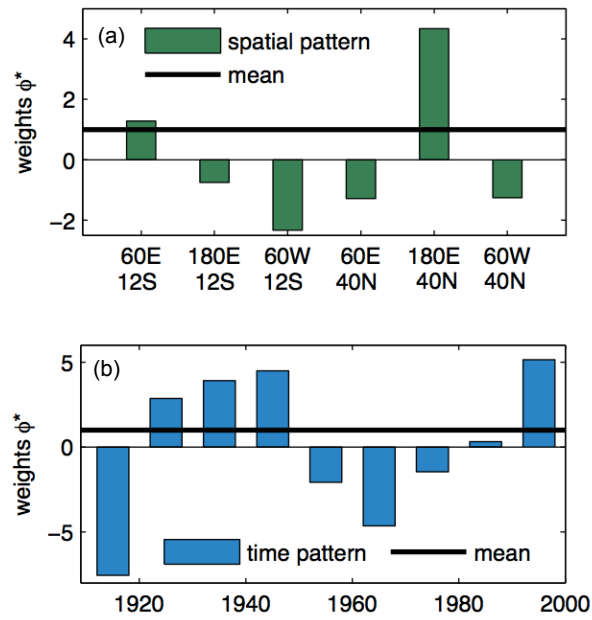 (a)
spatial pattern
mean
weights ϕ*
4
2
0
−2
60E 180E 60W 60E 180E 60W
12S 12S 12S 40N 40N 40N
(b)
weights ϕ*
5
0
−5
time pattern mean
1920 1940 1960 1980 2000